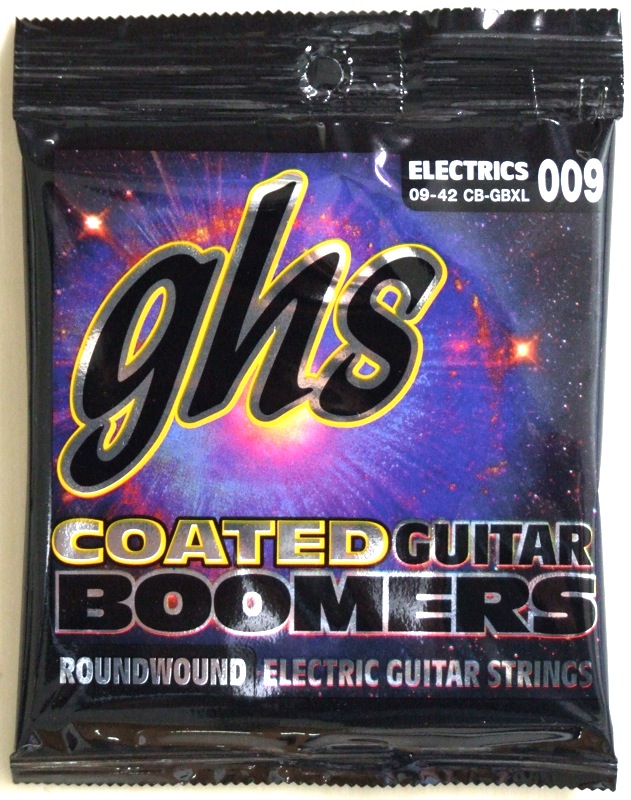 ELECTRICS 009
09-42 CB-GBXL
ghs
COATED GUITAR
BOOMERS
ROUNDWOUND ELECTRIC GUITAR STRINGS